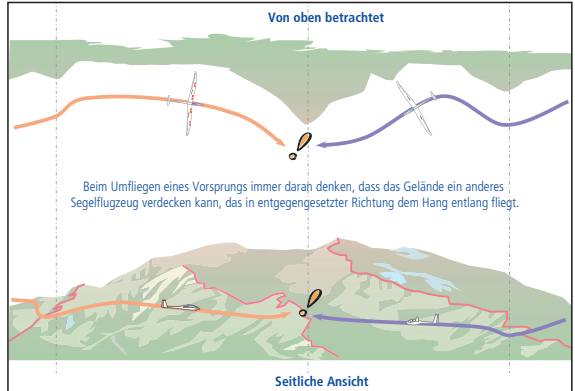 Von oben betrachtet
Beim Umfliegen eines Vorsprungs immer daran denken, dass das Gelände ein anderes
Segelflugzeug verdecken kann, das in entgegengesetzter Richtung dem Hang entlang fliegt.
Seitliche Ansicht